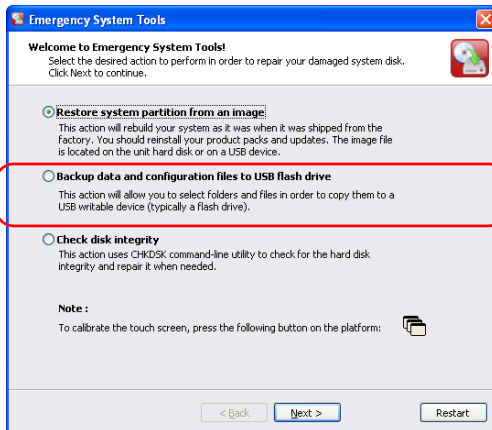 Emergency System Tools
Welcome to Emergency System Tools!
Select the desired action to perform in order to repair your damaged system disk.
Click Next to continue.
Restore system partition from an image
This action will rebuild your system as it was when it was shipped from the
factory. You should reinstall your product packs and updates. The image file
is located on the unit hard disk or on a USB device.
Backup data and configuration files to USB flash drive
This action will allow you to select folders and files in order to copy them to a
USB writable device (typically a flash drive).
Check disk integrity
This action uses CHKDSK command-line utility to check for the hard disk
integrity and repair it when needed.
Note :
To calibrate the touch screen, press the following button on the platform:
< Back
Next >
Restart